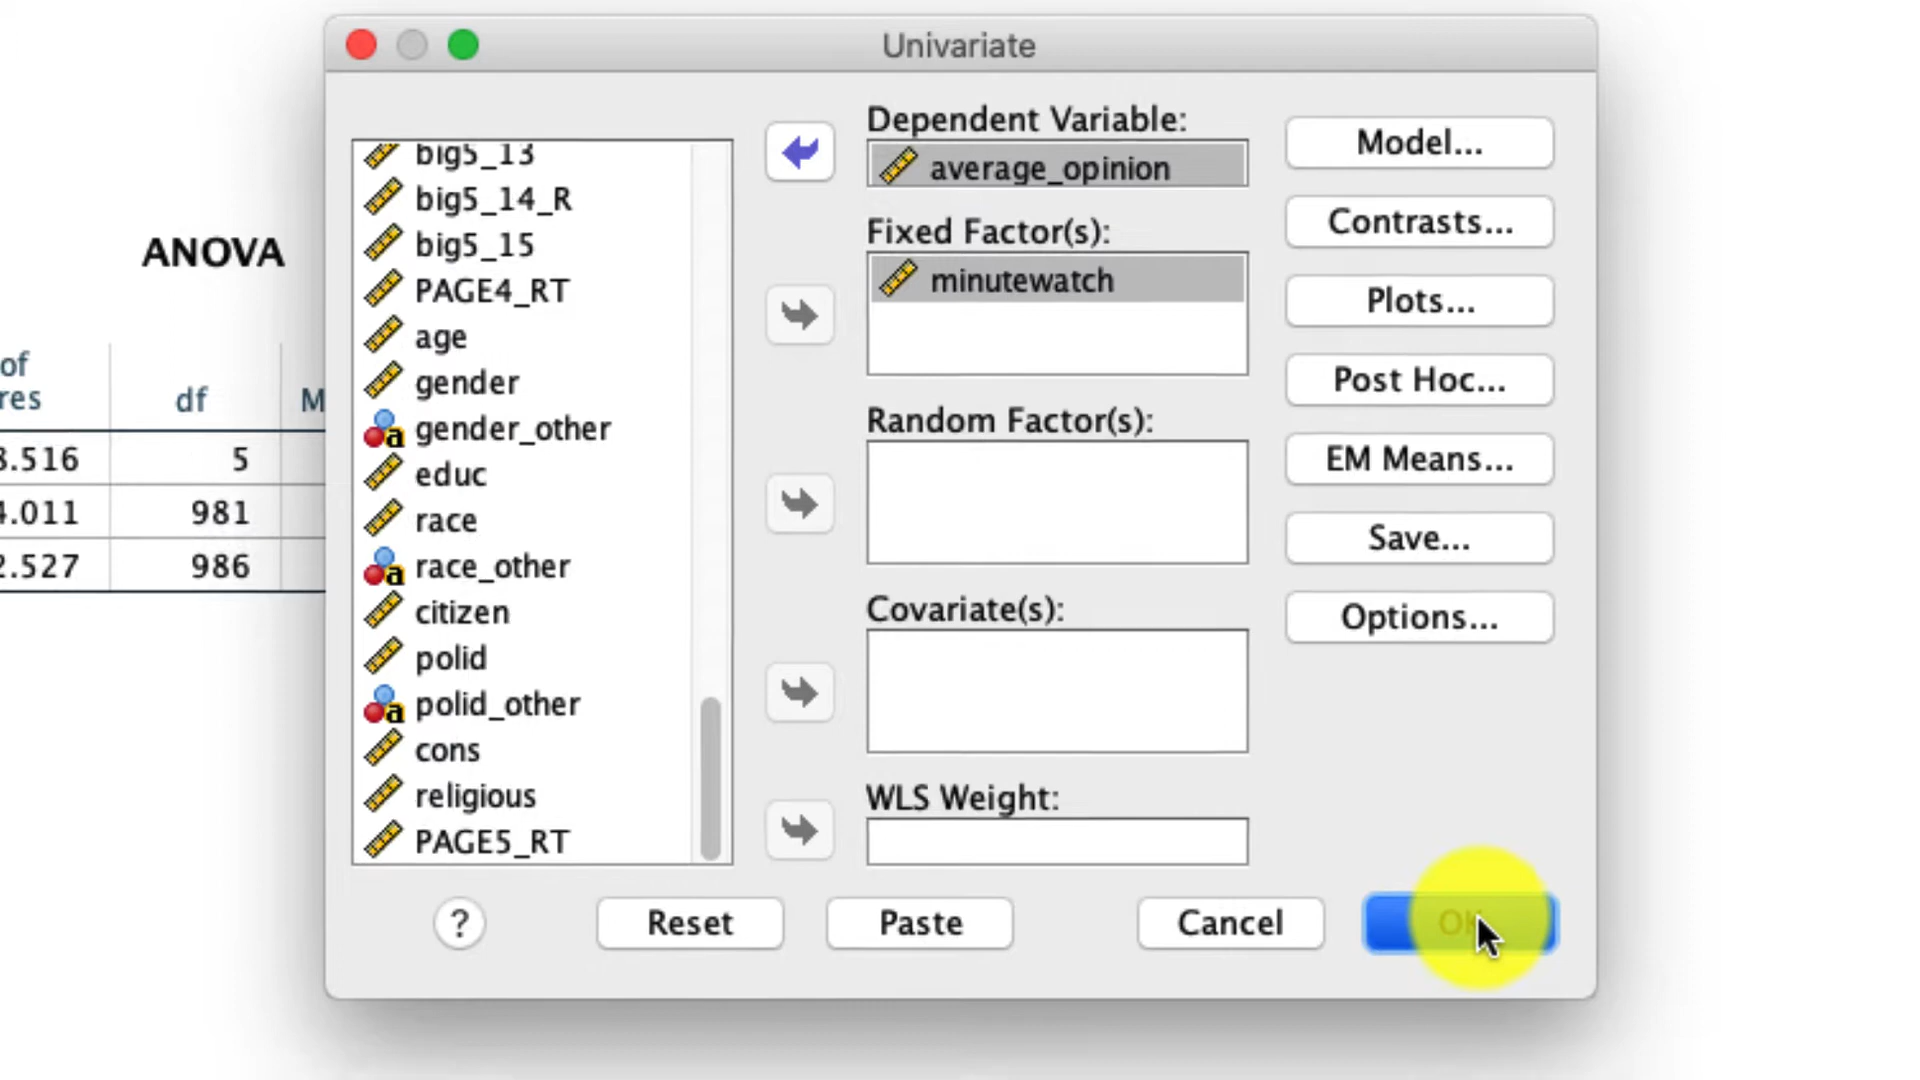 Univariate
big5_13
big5_14_R
big5_15
PAGE4_RT
age
gender
gender_other
educ
race
race_other
citizen
polid
polid_other
cons
religious
PAGE5_RT
Dependent Variable:
average_opinion
Fixed Factor(s):
minutewatch
Random Factor(s):
Covariate(s):
WLS Weight:
Model...
Contrasts...
Plots...
Post Hoc...
EM Means...
Save...
Options...
?
Reset
Paste
Cancel
OK
ANOVA
of
res
df
M
8.516
5
4.011
981
2.527
986